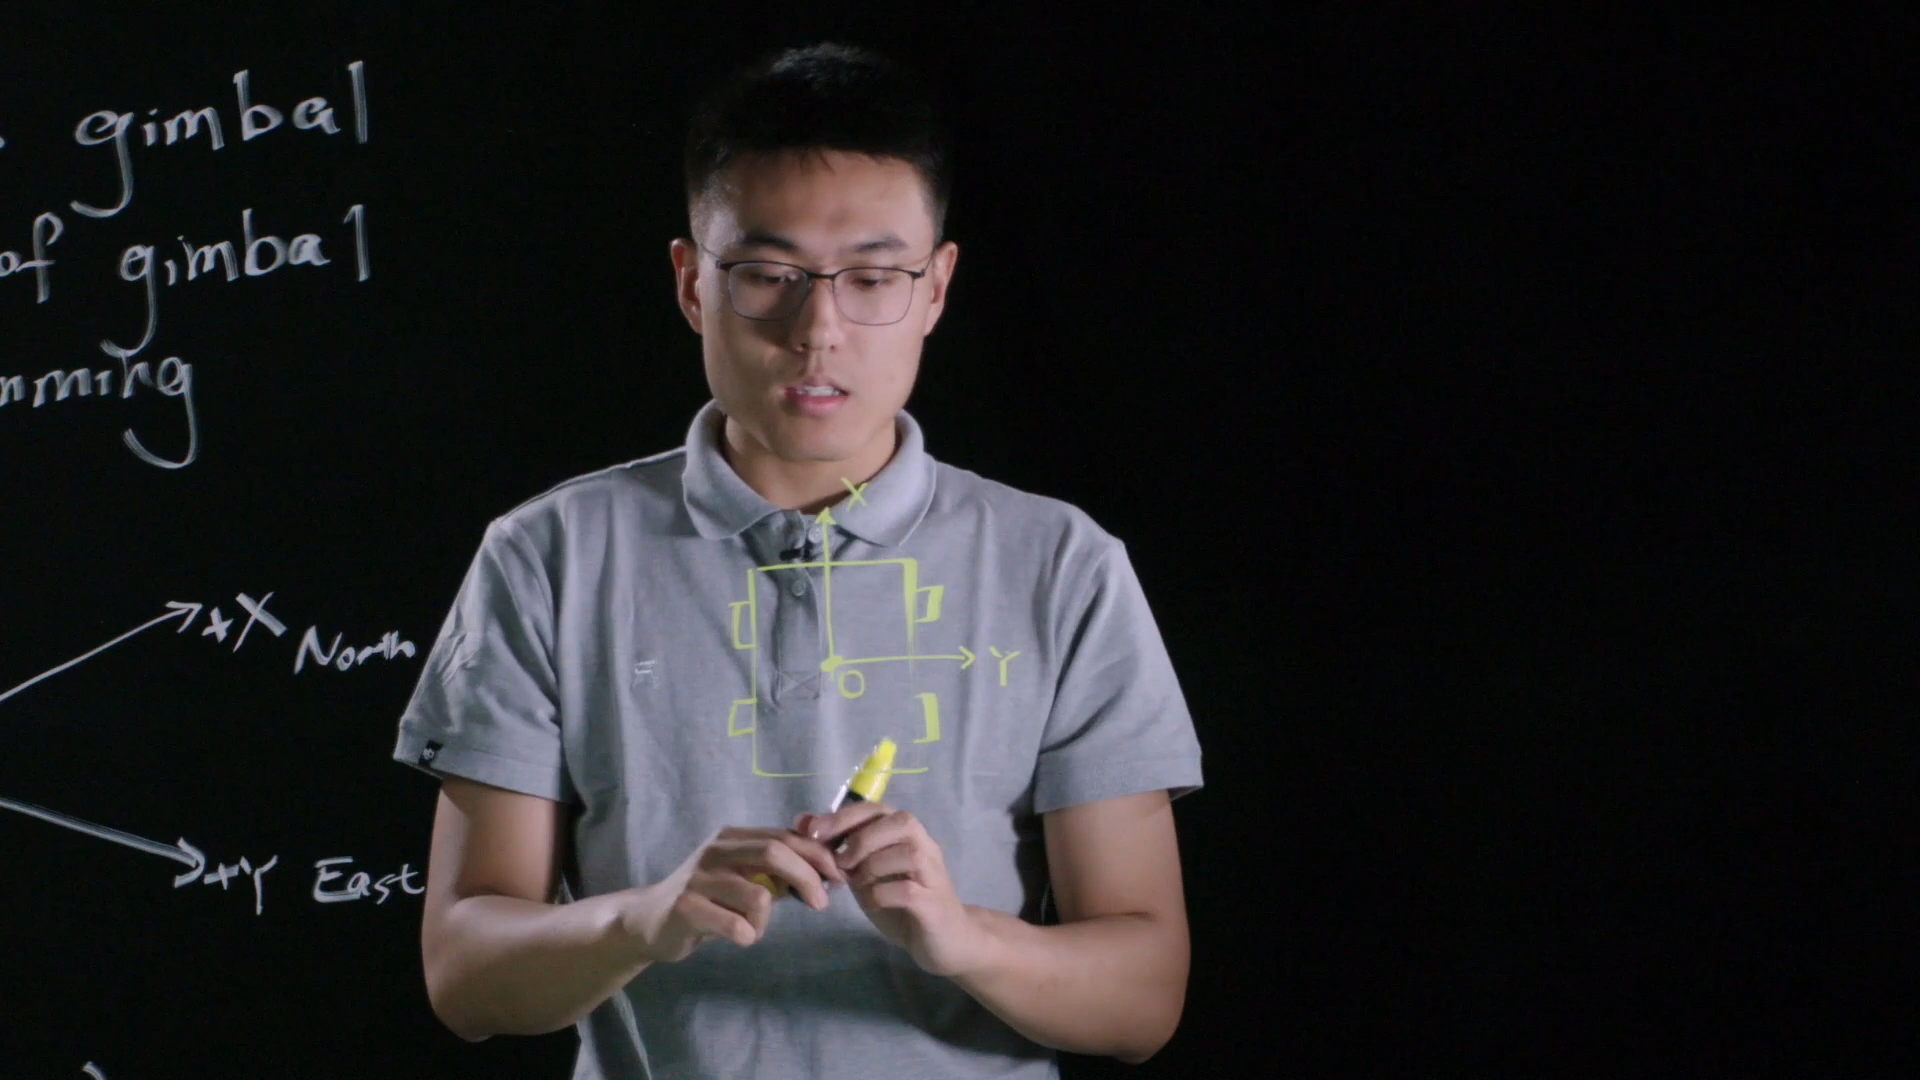 gimbal
of gimbal
mming
+X North
+Y East
X
Y
O